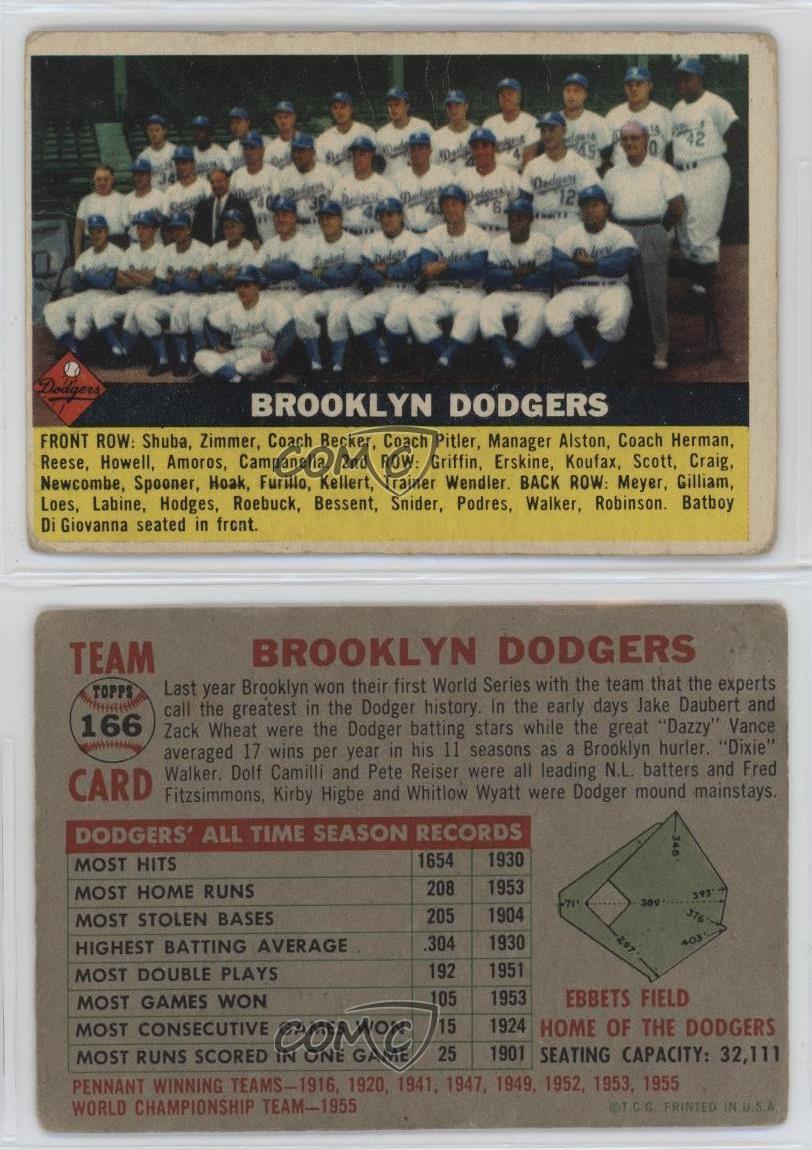 Dodgers
BROOKLYN DODGERS
FRONT ROW: Shuba, Zimmer, Coach Becker, Coach Pitler, Manager Alston, Coach Herman,
Reese, Howell, Amoros, Campanella. 2nd ROW: Griffin, Erskine, Koufax, Scott, Craig,
Newcombe, Spooner, Hoak, Furillo, Kellert, Trainer Wendler. BACK ROW: Meyer, Gilliam,
Loes, Labine, Hodges, Roebuck, Bessent, Snider, Podres, Walker, Robinson. Batboy
Di Giovanna seated in front.
COMC
TEAM
TOPPS
166
CARD
BROOKLYN DODGERS
Last year Brooklyn won their first World Series with the team that the experts
call the greatest in the Dodger history. In the early days Jake Daubert and
Zack Wheat were the Dodger batting stars while the great "Dazzy" Vance
averaged 17 wins per year in his 11 seasons as a Brooklyn hurler. "Dixie"
Walker. Dolf Camilli and Pete Reiser were all leading N.L. batters and Fred
Fitzsimmons, Kirby Higbe and Whitlow Wyatt were Dodger mound mainstays.
DODGERS' ALL TIME SEASON RECORDS
MOST HITS 1654 1930
MOST HOME RUNS 208 1953
MOST STOLEN BASES 205 1904
HIGHEST BATTING AVERAGE .304 1930
MOST DOUBLE PLAYS 192 1951
MOST GAMES WON 105 1953
MOST CONSECUTIVE GAMES WON 15 1924
MOST RUNS SCORED IN ONE GAME 25 1901
348'
71'
389'
393'
376'
403'
297'
EBBETS FIELD
HOME OF THE DODGERS
SEATING CAPACITY: 32,111
PENNANT WINNING TEAMS—1916, 1920, 1941, 1947, 1949, 1952, 1953, 1955
WORLD CHAMPIONSHIP TEAM—1955
©T.C.G. PRINTED IN U.S.A.
COMC